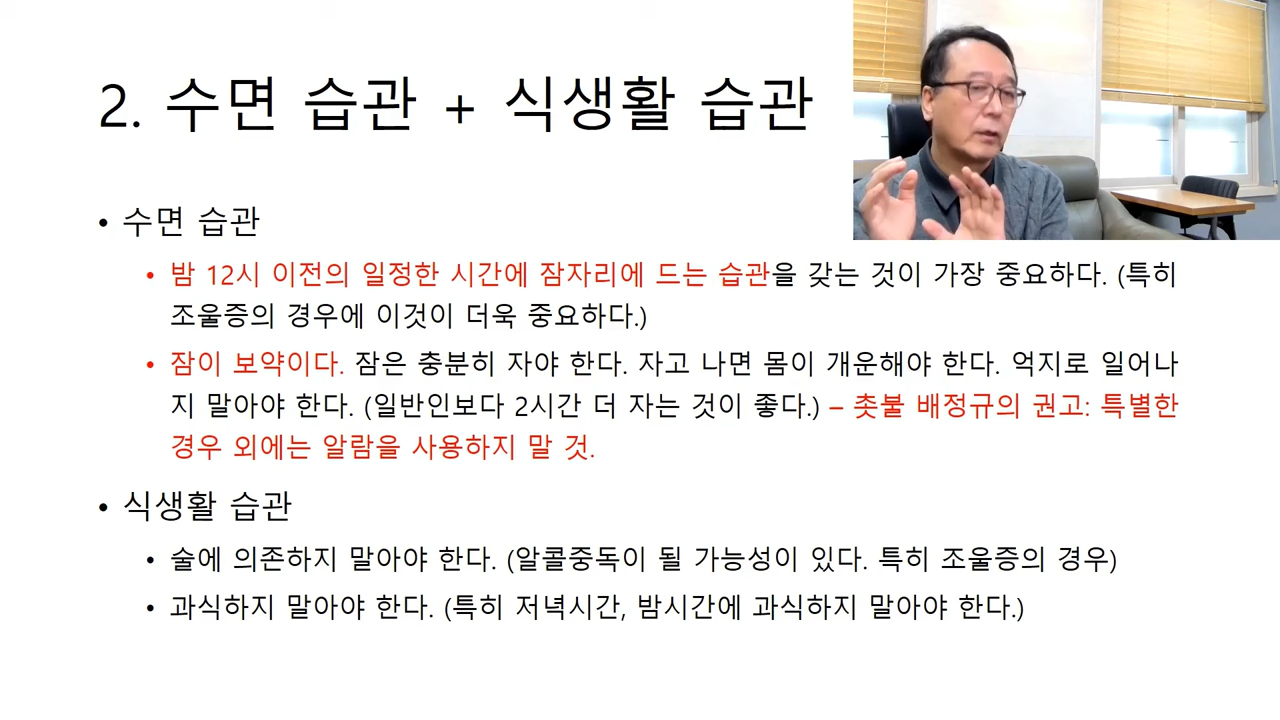 2. 수면 습관 + 식생활 습관
• 수면 습관
• 밤 12시 이전의 일정한 시간에 잠자리에 드는 습관을 갖는 것이 가장 중요하다. (특히
조울증의 경우에 이것이 더욱 중요하다.)
• 잠이 보약이다. 잠은 충분히 자야 한다. 자고 나면 몸이 개운해야 한다. 억지로 일어나
지 말아야 한다. (일반인보다 2시간 더 자는 것이 좋다.) – 촛불 배정규의 권고: 특별한
경우 외에는 알람을 사용하지 말 것.
• 식생활 습관
• 술에 의존하지 말아야 한다. (알콜중독이 될 가능성이 있다. 특히 조울증의 경우)
• 과식하지 말아야 한다. (특히 저녁시간, 밤시간에 과식하지 말아야 한다.)